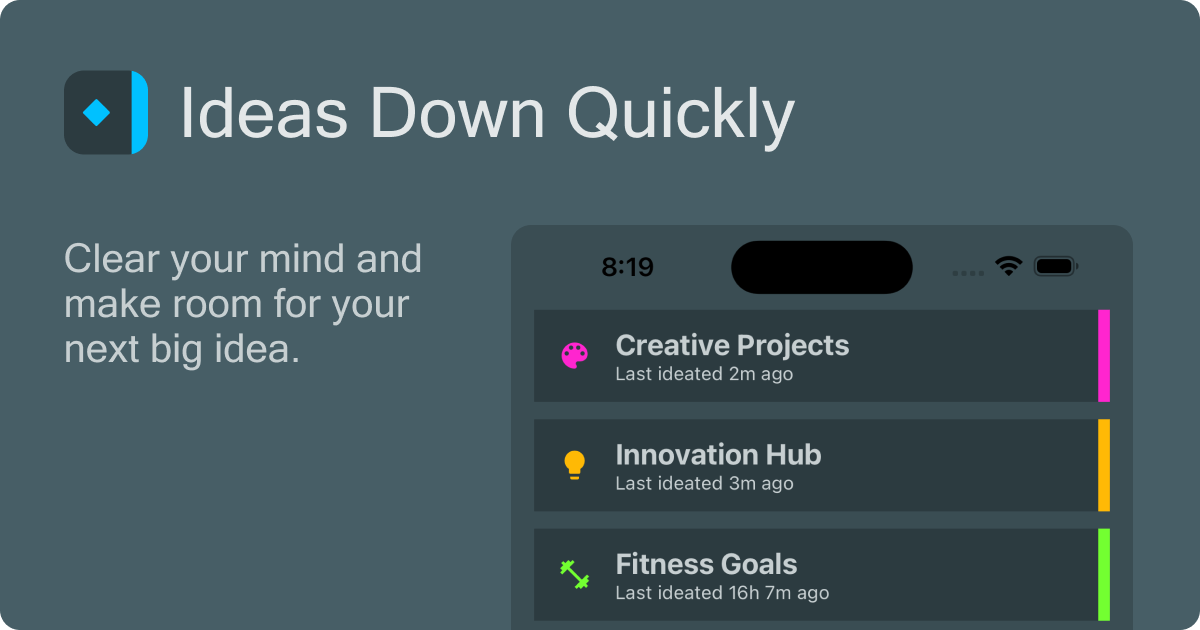 Ideas Down Quickly
Clear your mind and
make room for your
next big idea.
8:19
Creative Projects
Last ideated 2m ago
Innovation Hub
Last ideated 3m ago
Fitness Goals
Last ideated 16h 7m ago